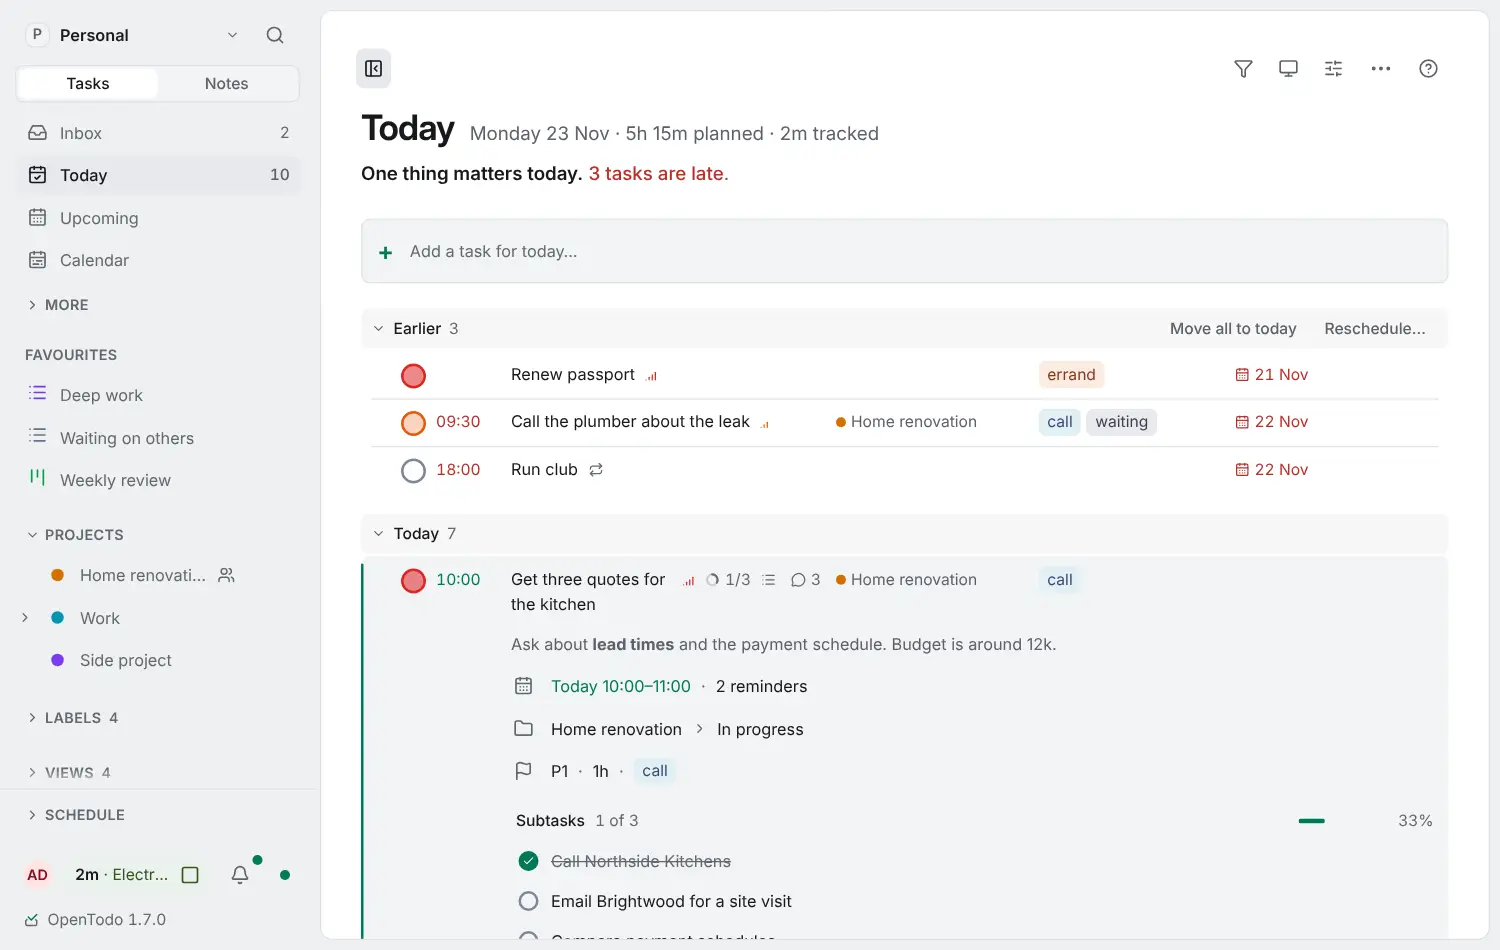 P Personal
Tasks Notes
Inbox 2
Today 10
Upcoming
Calendar
MORE
FAVOURITES
Deep work
Waiting on others
Weekly review
PROJECTS
Home renovati...
Work
Side project
LABELS 4
VIEWS 4
SCHEDULE
AD 2m · Electr...
OpenTodo 1.7.0
Today Monday 23 Nov · 5h 15m planned · 2m tracked
One thing matters today. 3 tasks are late.
+ Add a task for today...
Earlier 3 Move all to today Reschedule...
Renew passport errand 21 Nov
09:30 Call the plumber about the leak Home renovation call waiting 22 Nov
18:00 Run club 22 Nov
Today 7
10:00 Get three quotes for 1/3 3 Home renovation call
the kitchen
Ask about lead times and the payment schedule. Budget is around 12k.
Today 10:00–11:00 · 2 reminders
Home renovation > In progress
P1 · 1h · call
Subtasks 1 of 3 33%
Call Northside Kitchens
Email Brightwood for a site visit
Compare payment schedules